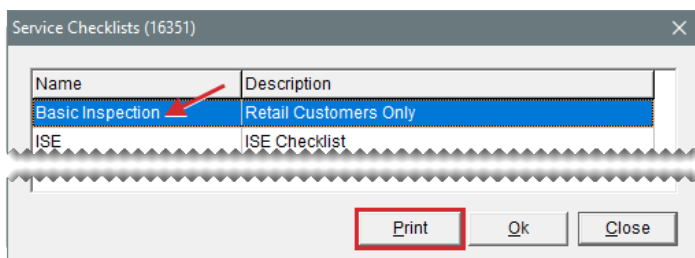 Service Checklists (16351)
Name Description
Basic Inspection Retail Customers Only
ISE ISE Checklist
Print Ok Close